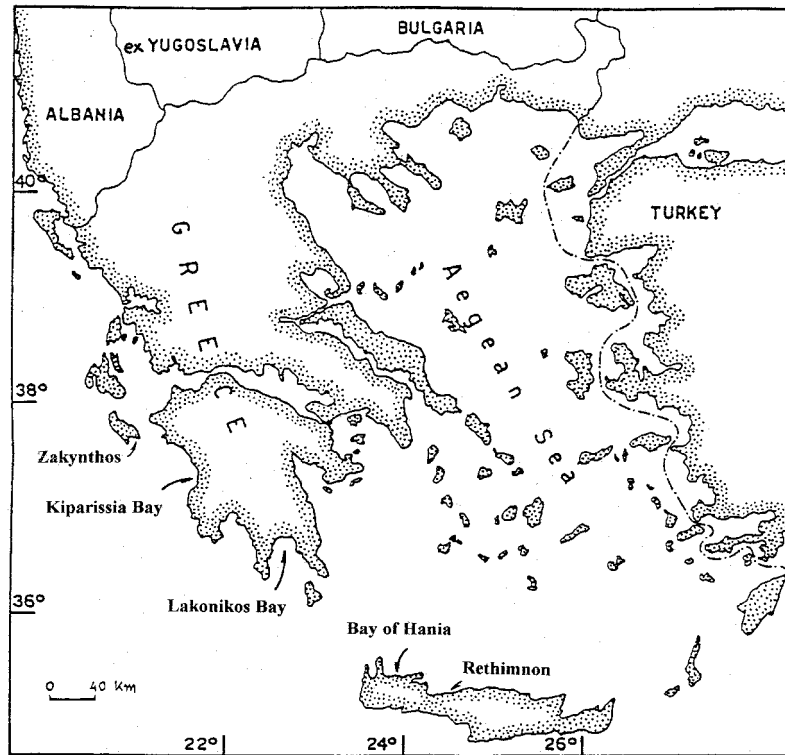 BULGARIA
ex YUGOSLAVIA
ALBANIA
40°
TURKEY
GREECE
Aegean Sea
38°
Zakynthos
Kiparissia Bay
Lakonikos Bay
36°
Bay of Hania
Rethimnon
0 40 Km
22° 24° 26°